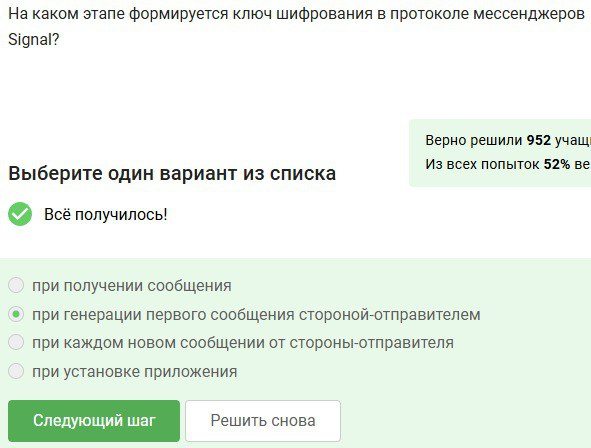 На каком этапе формируется ключ шифрования в протоколе мессенджеров
Signal?
Верно решили 952 учащ
Из всех попыток 52% ве
Выберите один вариант из списка
Всё получилось!
при получении сообщения
при генерации первого сообщения стороной-отправителем
при каждом новом сообщении от стороны-отправителя
при установке приложения
Следующий шаг
Решить снова